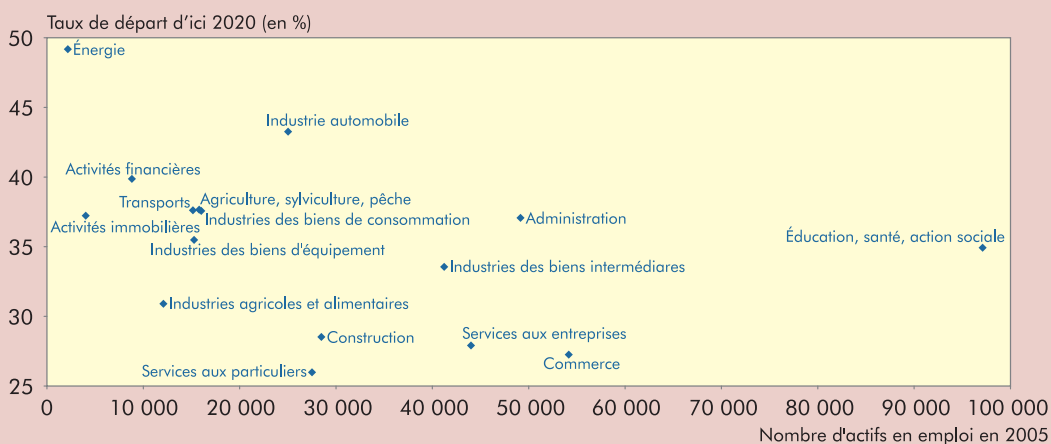 Taux de départ d'ici 2020 (en %)
50
Énergie
45
Industrie automobile
40
Activités financières
Transports
Agriculture, sylviculture, pêche
Industries des biens de consommation
Administration
Activités immobilières
Éducation, santé, action sociale
Industries des biens d'équipement
35
Industries des biens intermédiares
30
Industries agricoles et alimentaires
Construction
Services aux entreprises
Commerce
Services aux particuliers
25
0 10 000 20 000 30 000 40 000 50 000 60 000 70 000 80 000 90 000 100 000
Nombre d'actifs en emploi en 2005